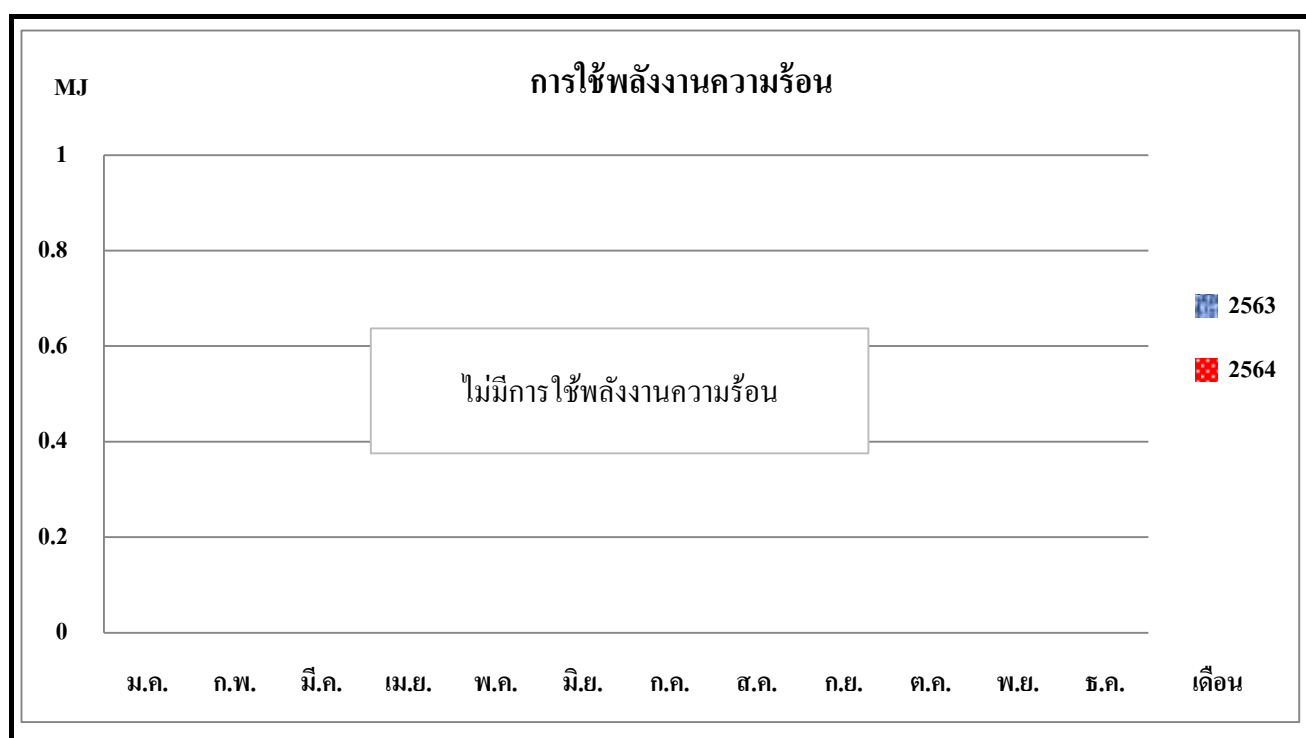 การใช้พลังงานความร้อน
MJ
1
0.8
0.6
0.4
0.2
0
ไม่มีการใช้พลังงานความร้อน
2563
2564
ม.ค. ก.พ. มี.ค. เม.ย. พ.ค. มิ.ย. ก.ค. ส.ค. ก.ย. ต.ค. พ.ย. ธ.ค. เดือน